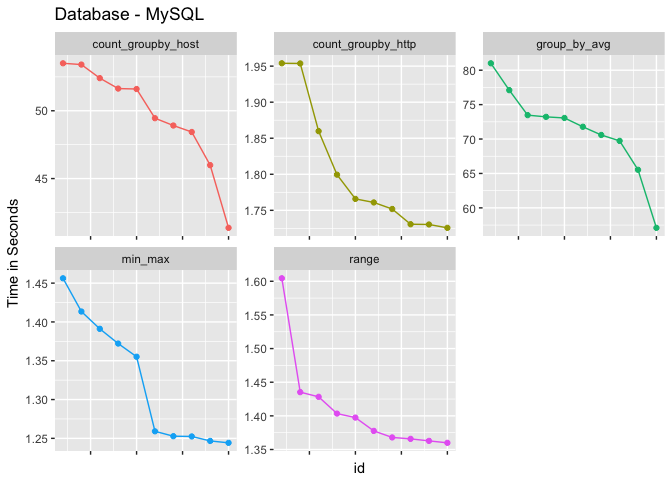 Database - MySQL
count_groupby_host
count_groupby_http
group_by_avg
50
45
1.95
1.90
1.85
1.80
1.75
80
75
70
65
60
Time in Seconds
min_max
range
1.45
1.40
1.35
1.30
1.25
1.60
1.55
1.50
1.45
1.40
1.35
id